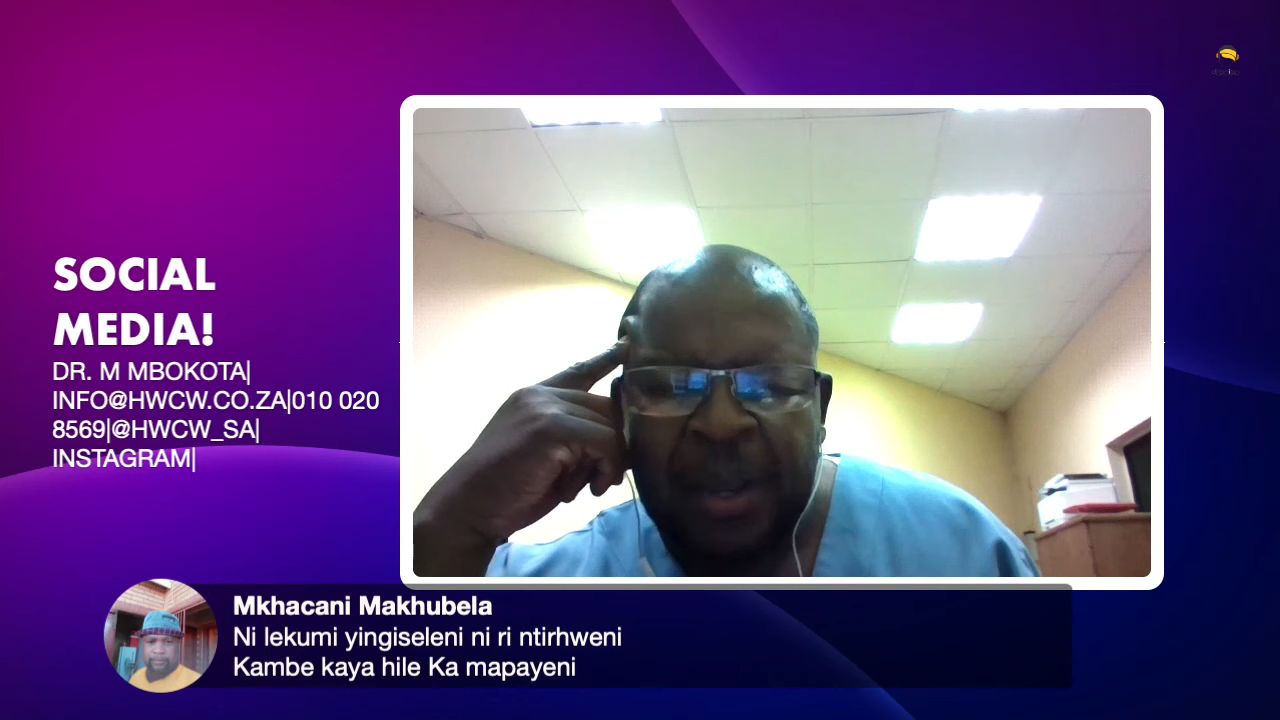 SOCIAL
MEDIA!
DR. M MBOKOTA|
INFO@HWCW.CO.ZA|010 020
8569|@HWCW_SA|
INSTAGRAM|
Mkhacani Makhubela
Ni lekumi yingiseleni ni ri ntirhweni
Kambe kaya hile Ka mapayeni